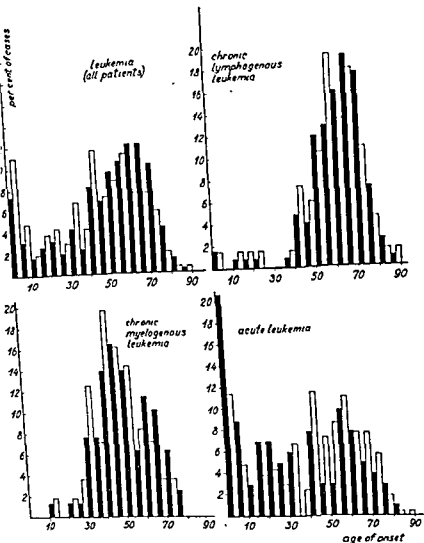 per cent of cases
leukemia
(all patients)
12
10
8
6
4
2
10 30 50 70 90
chronic
lymphogenous
leukemia
20
18
16
14
12
10
8
6
4
2
10 30 50 70 90
chronic
myelogenous
leukemia
20
18
16
14
12
10
8
6
4
2
10 30 50 70 90
acute leukemia
20
18
16
14
12
10
8
6
4
2
10 30 50 70 90
age of onset